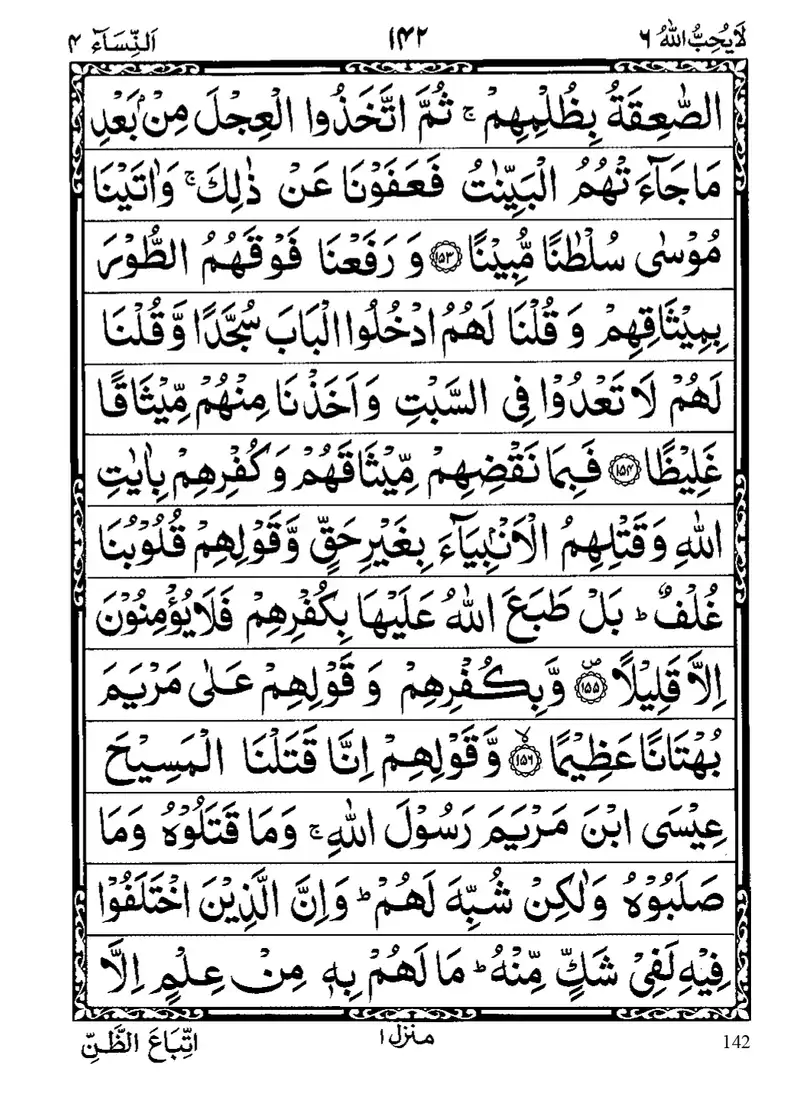 لَا يُحِبُّ اللّٰهُ ٦ ١٤٢ اَلنِّسَآء ٤
الصّٰعِقَةُ بِظُلْمِهِمْ ۚ ثُمَّ اتَّخَذُوا الْعِجْلَ مِنْۢ بَعْدِ
مَا جَآءَتْهُمُ الْبَيِّنٰتُ فَعَفَوْنَا عَنْ ذٰلِكَ ۚ وَاٰتَيْنَا
مُوْسٰى سُلْطٰنًا مُّبِيْنًا ﴿١٥٣﴾ وَ رَفَعْنَا فَوْقَهُمُ الطُّوْرَ
بِمِيْثَاقِهِمْ وَ قُلْنَا لَهُمُ ادْخُلُوا الْبَابَ سُجَّدًا وَّ قُلْنَا
لَهُمْ لَا تَعْدُوْا فِى السَّبْتِ وَ اَخَذْنَا مِنْهُمْ مِّيْثَاقًا
غَلِيْظًا ﴿١٥٤﴾ فَبِمَا نَقْضِهِمْ مِّيْثَاقَهُمْ وَ كُفْرِهِمْ بِاٰيٰتِ
اللّٰهِ وَ قَتْلِهِمُ الْاَنْۢبِيَآءَ بِغَيْرِ حَقٍّ وَّ قَوْلِهِمْ قُلُوْبُنَا
غُلْفٌ ؕ بَلْ طَبَعَ اللّٰهُ عَلَيْهَا بِكُفْرِهِمْ فَلَا يُؤْمِنُوْنَ
اِلَّا قَلِيْلًا ۪﴿١٥٥﴾ وَّ بِكُفْرِهِمْ وَ قَوْلِهِمْ عَلٰى مَرْيَمَ
بُهْتَانًا عَظِيْمًا ۙ﴿١٥٦﴾ وَّ قَوْلِهِمْ اِنَّا قَتَلْنَا الْمَسِيْحَ
عِيْسَى ابْنَ مَرْيَمَ رَسُوْلَ اللّٰهِ ۚ وَمَا قَتَلُوْهُ وَمَا
صَلَبُوْهُ وَلٰكِنْ شُبِّهَ لَهُمْ ؕ وَاِنَّ الَّذِيْنَ اخْتَلَفُوْا
فِيْهِ لَفِىْ شَكٍّ مِّنْهُ ؕ مَا لَهُمْ بِهٖ مِنْ عِلْمٍ اِلَّا
142 منزل ١ اتِّبَاعَ الظَّنِّ